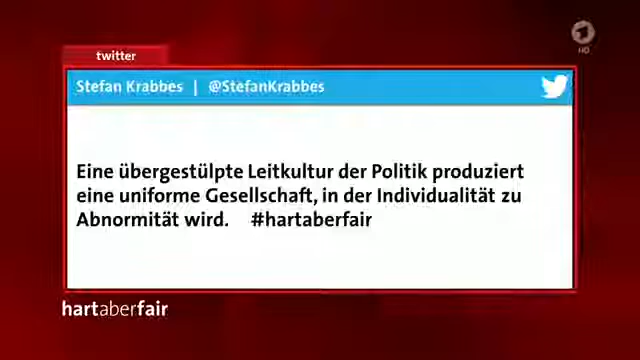 HD
twitter
Stefan Krabbes | @StefanKrabbes
Eine übergestülpte Leitkultur der Politik produziert
eine uniforme Gesellschaft, in der Individualität zu
Abnormität wird. #hartaberfair
hartaberfair